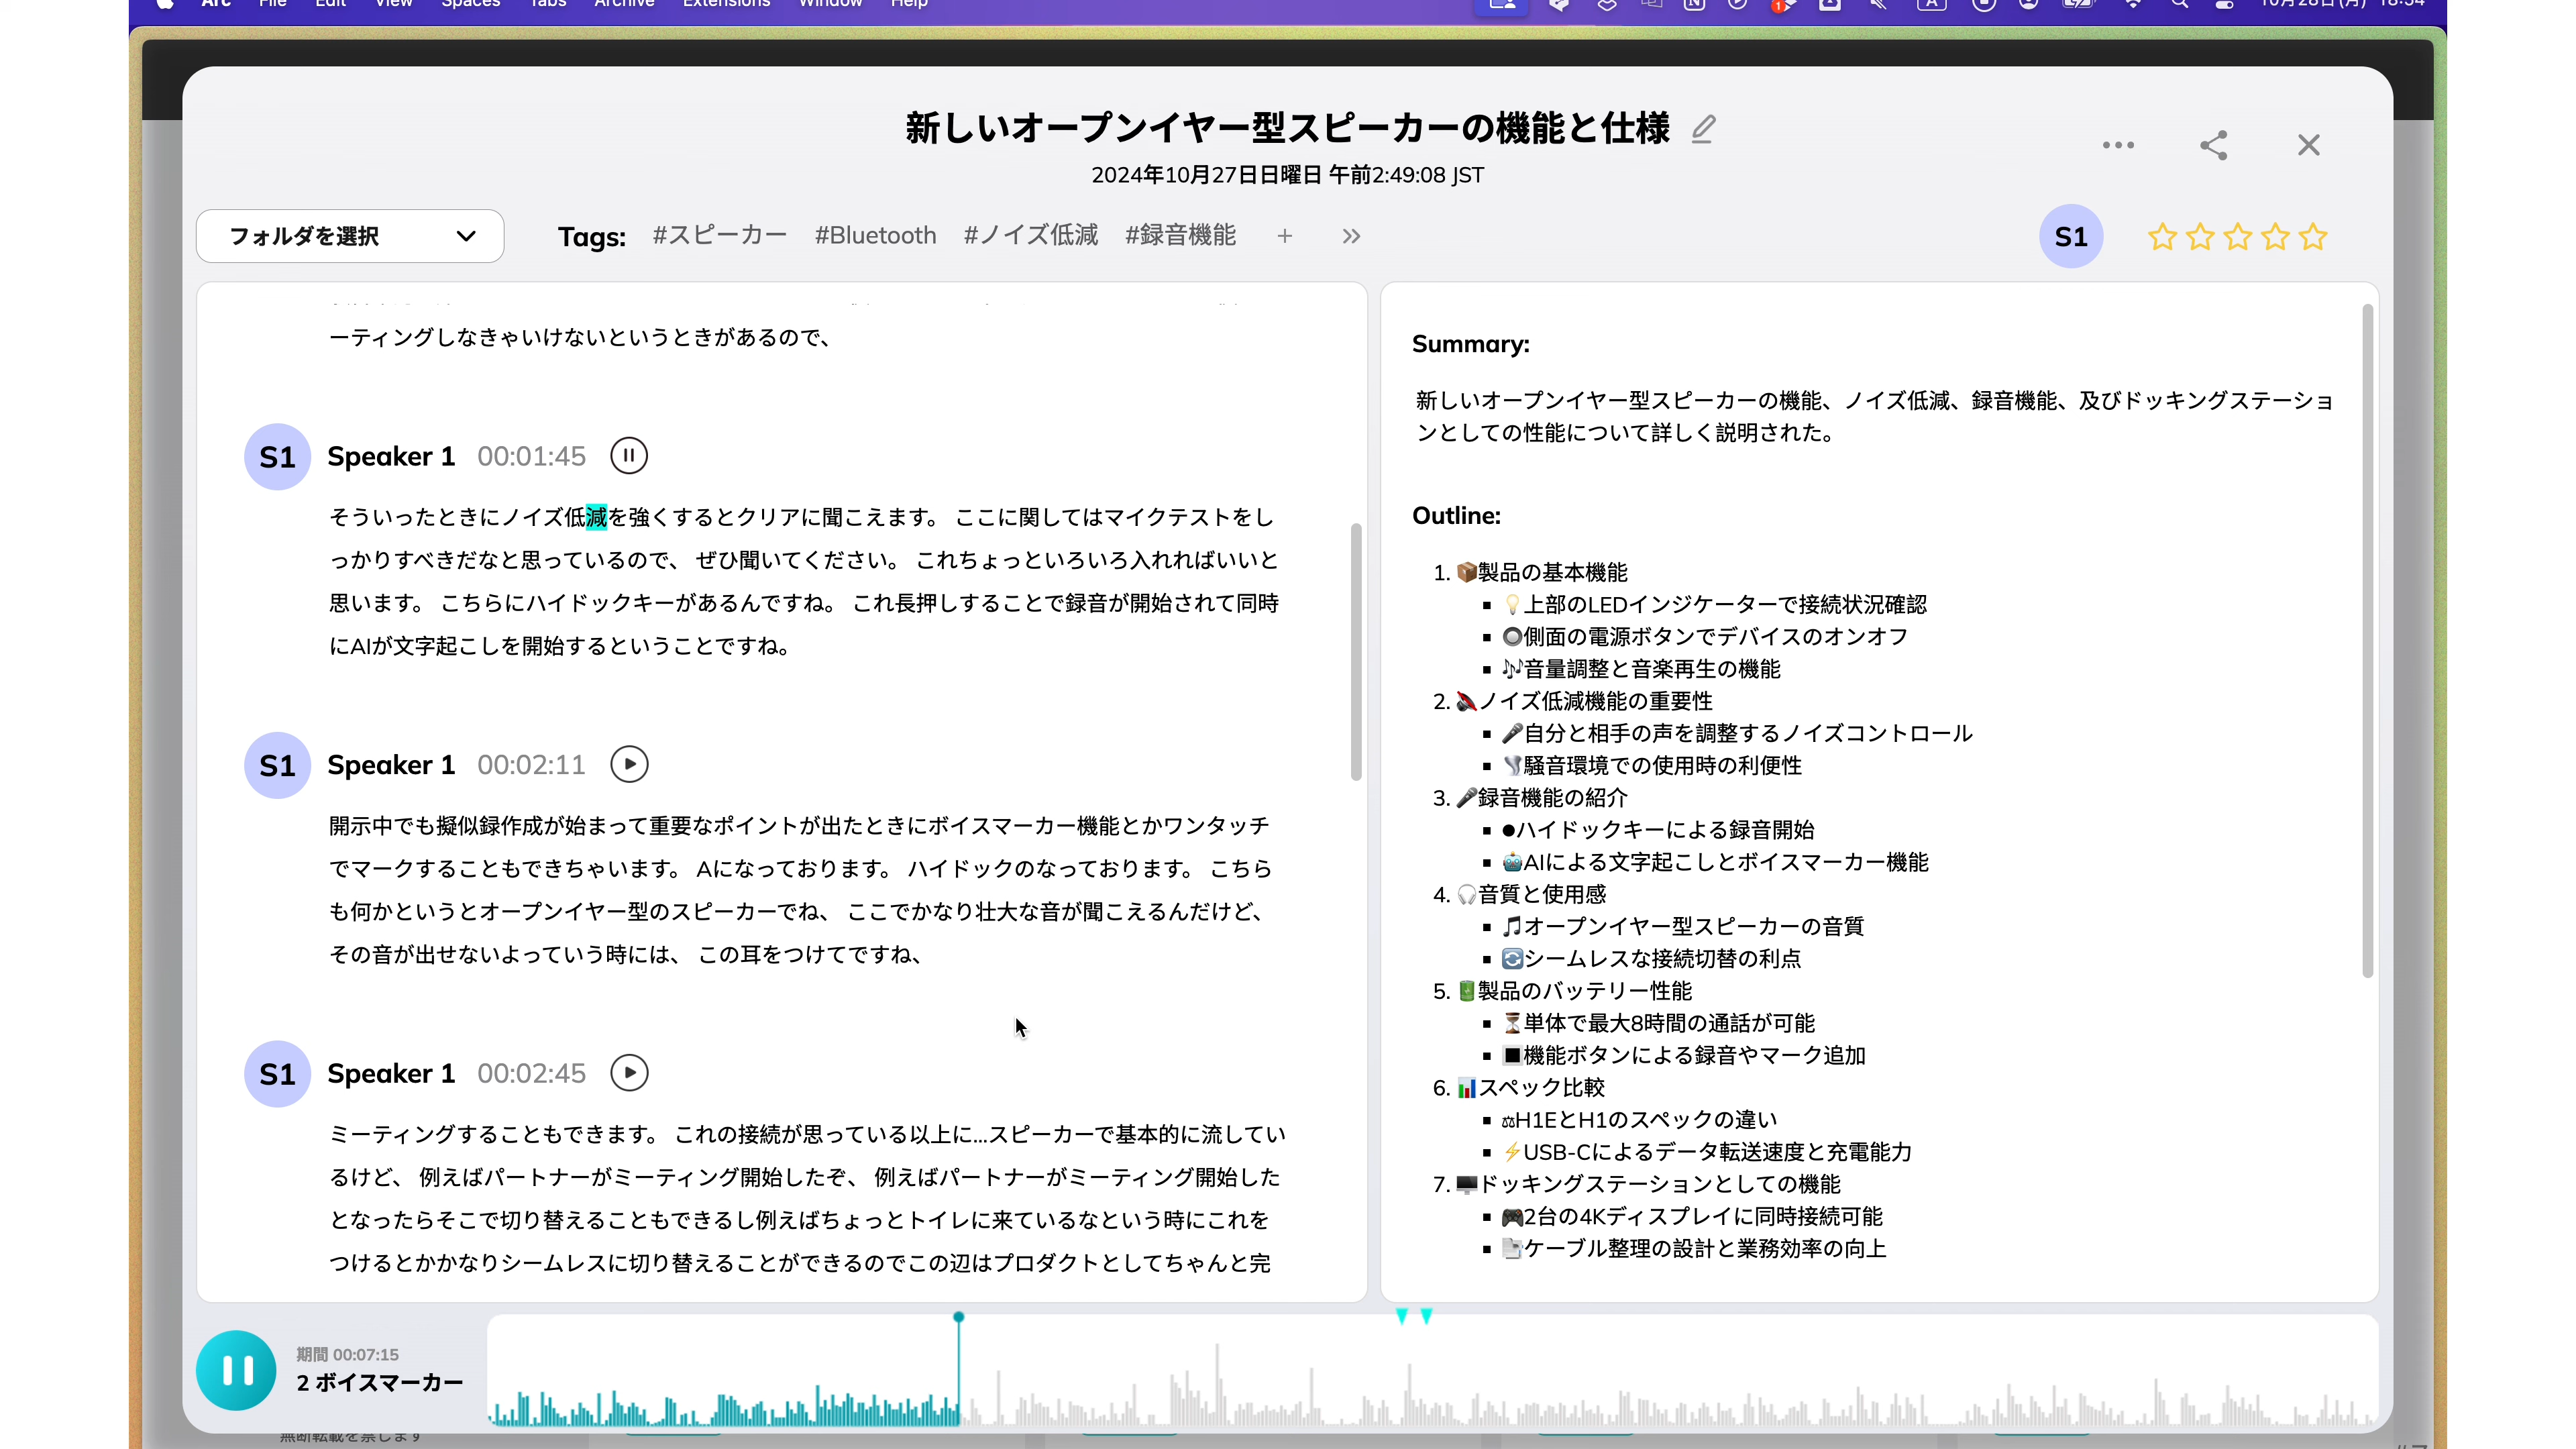 Arc File Edit View Spaces Tabs Archive Extensions Window Help
10月28日(月) 18:34
新しいオープンイヤー型スピーカーの機能と仕様
2024年10月27日日曜日 午前2:49:08 JST
フォルダを選択
Tags: #スピーカー #Bluetooth #ノイズ低減 #録音機能 + »
S1
ーティングしなきゃいけないというときがあるので、
S1 Speaker 1 00:01:45
そういったときにノイズ低減を強くするとクリアに聞こえます。 ここに関してはマイクテストをし
っかりすべきだなと思っているので、 ぜひ聞いてください。 これちょっといろいろ入れればいいと
思います。 こちらにハイドックキーがあるんですね。 これ長押しすることで録音が開始されて同時
にAIが文字起こしを開始するということですね。
S1 Speaker 1 00:02:11
開示中でも擬似録作成が始まって重要なポイントが出たときにボイスマーカー機能とかワンタッチ
でマークすることもできちゃいます。 Aになっております。 ハイドックのなっております。 こちら
も何かというとオープンイヤー型のスピーカーでね、 ここでかなり壮大な音が聞こえるんだけど、
その音が出せないよっていう時には、 この耳をつけてですね、
S1 Speaker 1 00:02:45
ミーティングすることもできます。 これの接続が思っている以上に...スピーカーで基本的に流してい
るけど、 例えばパートナーがミーティング開始したぞ、 例えばパートナーがミーティング開始した
となったらそこで切り替えることもできるし例えばちょっとトイレに来ているなという時にこれを
つけるとかかなりシームレスに切り替えることができるのでこの辺はプロダクトとしてちゃんと完
Summary:
新しいオープンイヤー型スピーカーの機能、ノイズ低減、録音機能、及びドッキングステーショ
ンとしての性能について詳しく説明された。
Outline:
1. 📦製品の基本機能
▪ 💡上部のLEDインジケーターで接続状況確認
▪ 🔘側面の電源ボタンでデバイスのオンオフ
▪ 🎶音量調整と音楽再生の機能
2. 🔌ノイズ低減機能の重要性
▪ 🎤自分と相手の声を調整するノイズコントロール
▪ 🌪騒音環境での使用時の利便性
3. 🎤録音機能の紹介
▪ ⏺ハイドックキーによる録音開始
▪ 🤖AIによる文字起こしとボイスマーカー機能
4. 🎧音質と使用感
▪ 🎵オープンイヤー型スピーカーの音質
▪ 🔄シームレスな接続切替の利点
5. 🔋製品のバッテリー性能
▪ ⏳単体で最大8時間の通話が可能
▪ 🔳機能ボタンによる録音やマーク追加
6. 📊スペック比較
▪ ⚖H1EとH1のスペックの違い
▪ ⚡USB-Cによるデータ転送速度と充電能力
7. 🖥ドッキングステーションとしての機能
▪ 🎮2台の4Kディスプレイに同時接続可能
▪ 📑ケーブル整理の設計と業務効率の向上
期間 00:07:15
2 ボイスマーカー
無断転載を禁じます